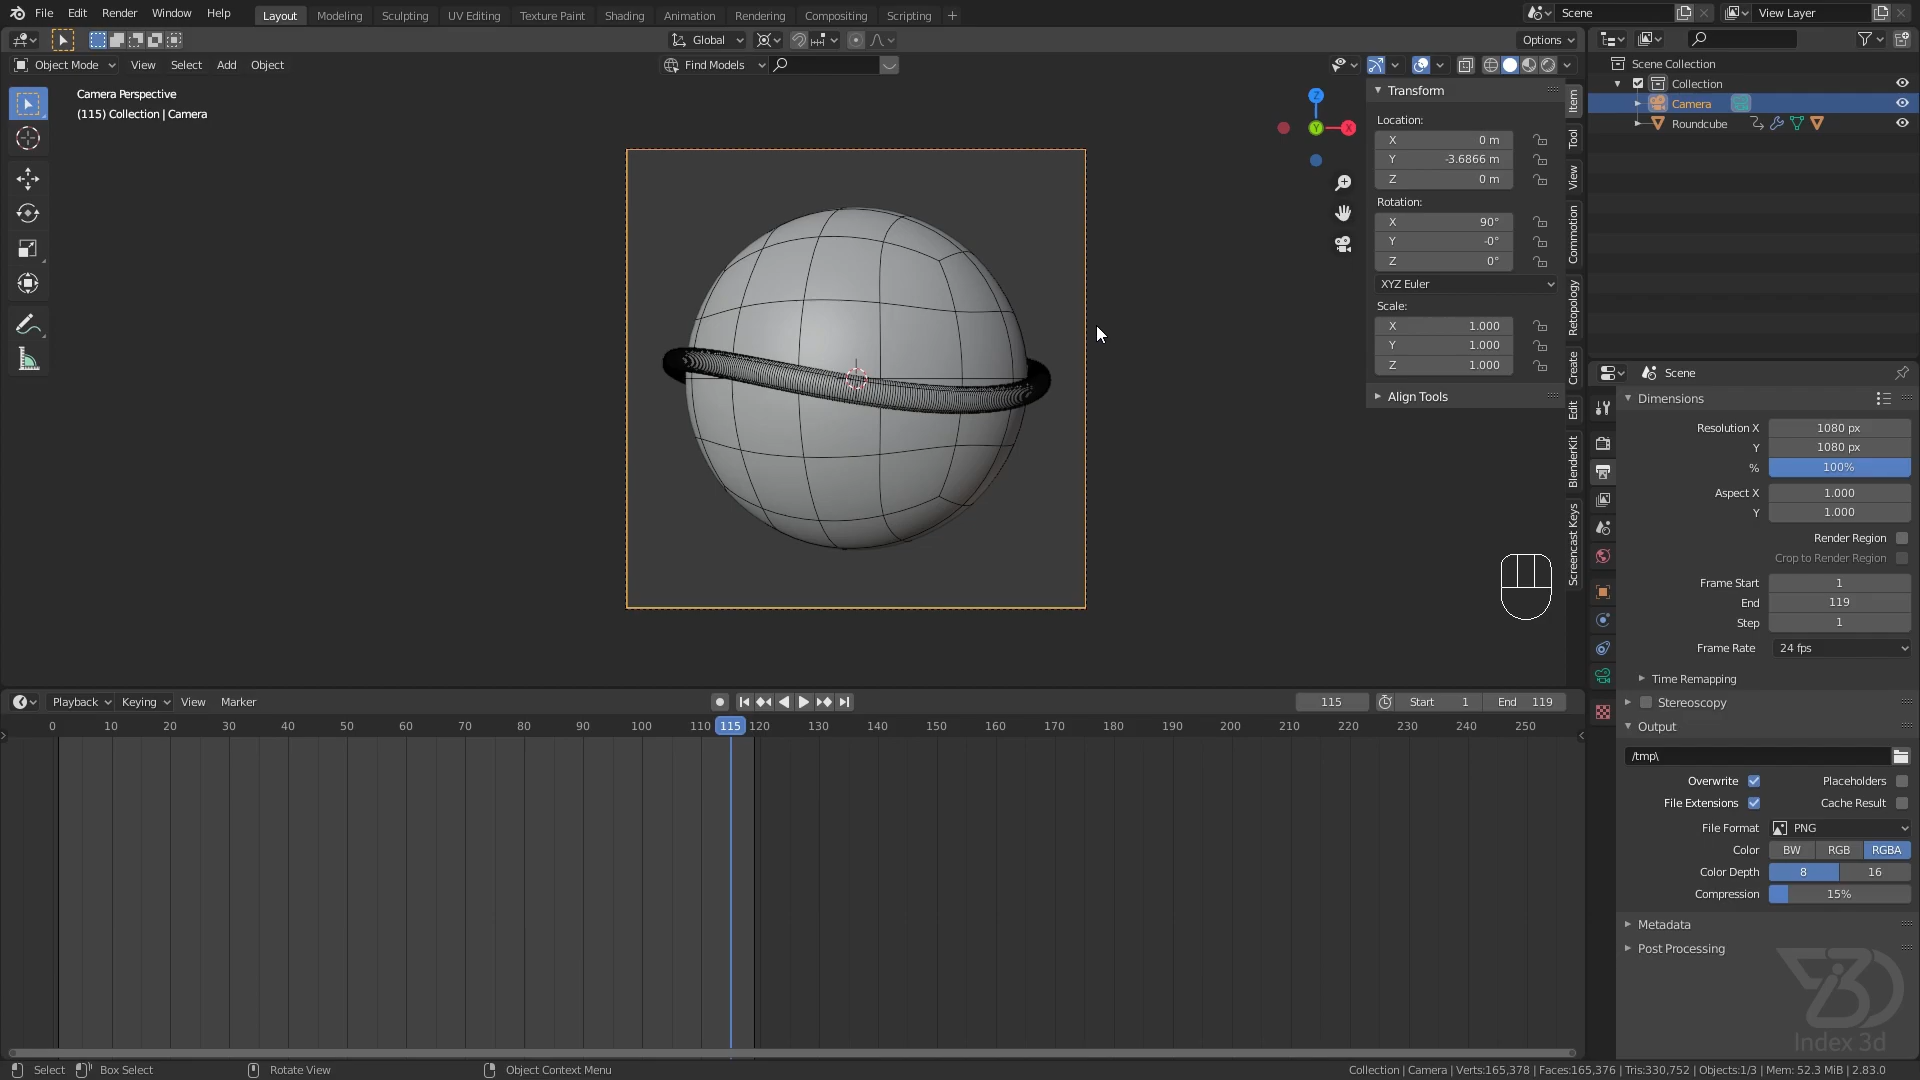 File Edit Render Window Help Layout Modeling Sculpting UV Editing Texture Paint Shading Animation Rendering Compositing Scripting + Scene View Layer
Global Options
Object Mode View Select Add Object Find Models
Camera Perspective
(115) Collection | Camera
Z
Y
X
Transform
Location:
X 0 m
Y -3.6866 m
Z 0 m
Rotation:
X 90°
Y -0°
Z 0°
XYZ Euler
Scale:
X 1.000
Y 1.000
Z 1.000
Align Tools
Item
Tool
View
Commotion
Retopology
Create
Edit
BlenderKit
Screencast Keys
Scene Collection
Collection
Camera
Roundcube
Scene
Dimensions
Resolution X 1080 px
Y 1080 px
% 100%
Aspect X 1.000
Y 1.000
Render Region
Crop to Render Region
Frame Start 1
End 119
Step 1
Frame Rate 24 fps
Time Remapping
Stereoscopy
Output
/tmp\
Overwrite Placeholders
File Extensions Cache Result
File Format PNG
Color BW RGB RGBA
Color Depth 8 16
Compression 15%
Metadata
Post Processing
Index 3d
Playback Keying View Marker 115 Start 1 End 119
0 10 20 30 40 50 60 70 80 90 100 110 115 120 130 140 150 160 170 180 190 200 210 220 230 240 250
Select Box Select Rotate View Object Context Menu Collection | Camera | Verts:165,378 | Faces:165,376 | Tris:330,752 | Objects:1/3 | Mem: 52.3 MiB | 2.83.0